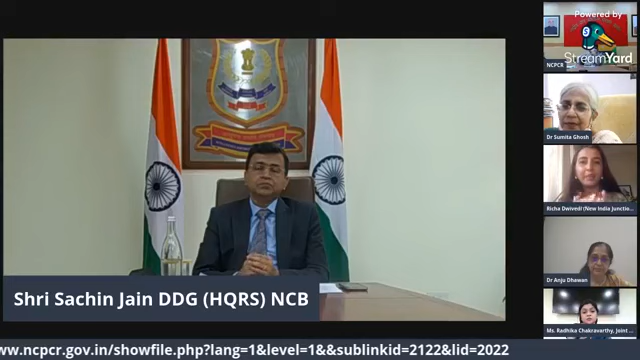 Powered by
StreamYard
NCPCR
Dr Sumita Ghosh
Richa Dwivedi (New India Junctio...
Dr Anju Dhawan
Ms. Radhika Chakravarthy, Joint ...
Shri Sachin Jain DDG (HQRS) NCB
ww.ncpcr.gov.in/showfile.php?lang=1&level=1&&sublinkid=2122&lid=2022